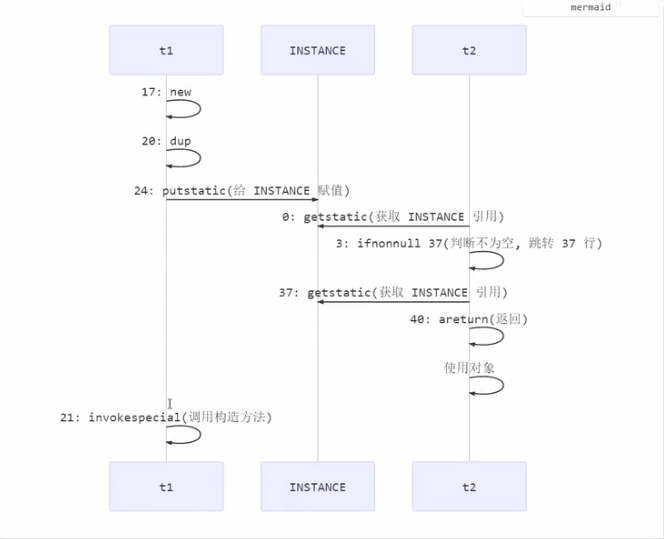 mermaid
t1 INSTANCE t2
17: new
20: dup
24: putstatic(给 INSTANCE 赋值)
0: getstatic(获取 INSTANCE 引用)
3: ifnonnull 37(判断不为空, 跳转 37 行)
37: getstatic(获取 INSTANCE 引用)
40: areturn(返回)
使用对象
21: invokespecial(调用构造方法)
t1 INSTANCE t2